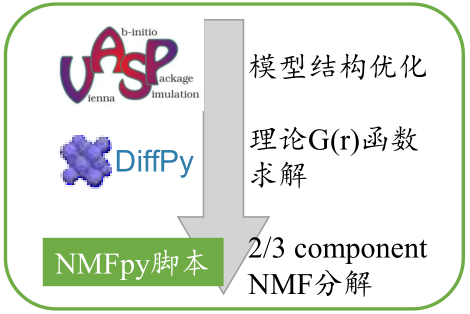 b-initio
VASP
ienna
ackage
imulation
模型结构优化
DiffPy
理论G(r)函数
求解
NMFpy脚本
2/3 component
NMF分解